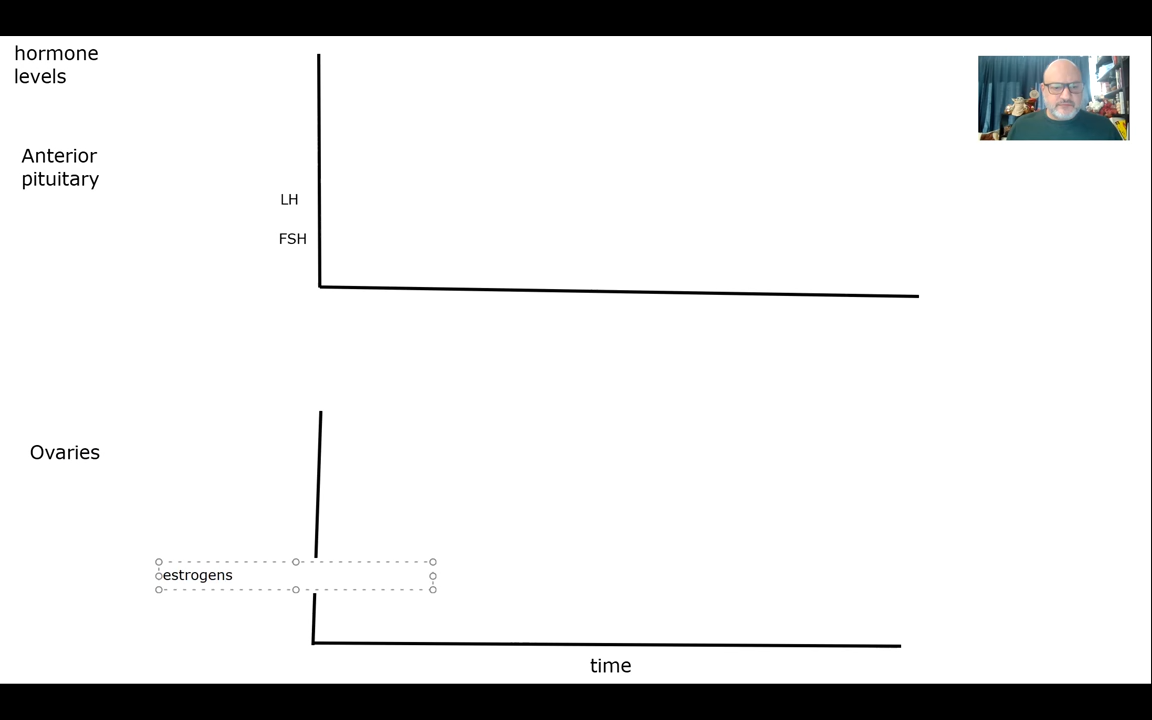 hormone
levels
Anterior
pituitary
LH
FSH
Ovaries
estrogens
time